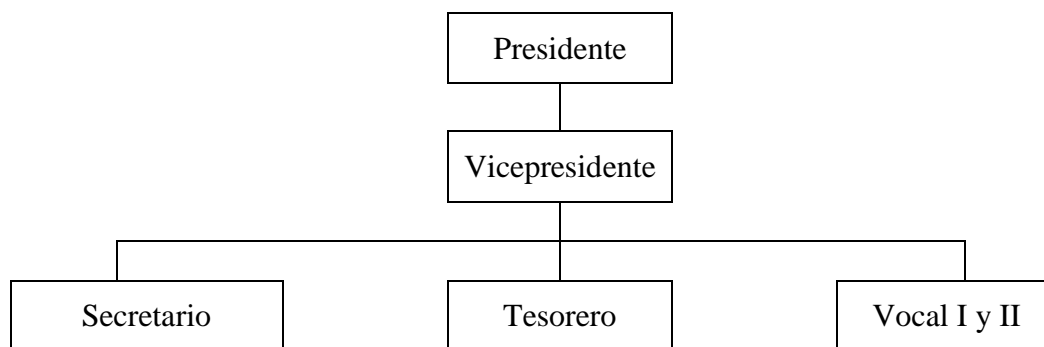 Presidente
Vicepresidente
Secretario
Tesorero
Vocal I y II